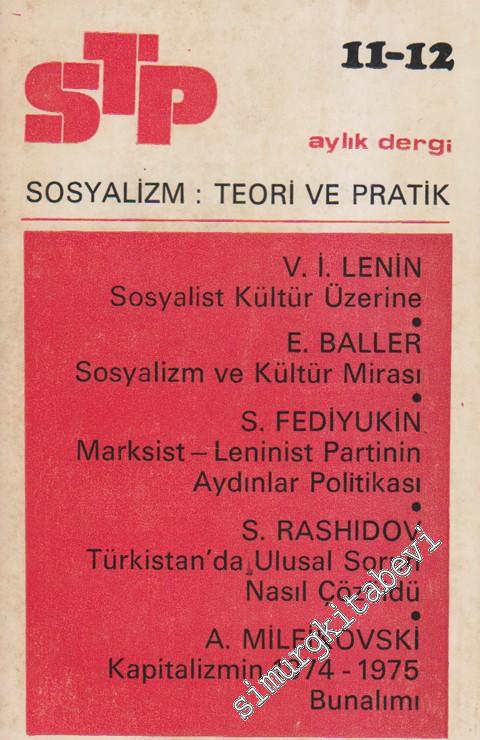 STP
11-12
aylık dergi
SOSYALİZM : TEORİ VE PRATİK
V. İ. LENİN
Sosyalist Kültür Üzerine
E. BALLER
Sosyalizm ve Kültür Mirası
S. FEDİYUKİN
Marksist – Leninist Partinin
Aydınlar Politikası
S. RASHIDOV
Türkistan'da Ulusal Sorun
Nasıl Çözüldü
A. MİLEİKOVSKİ
Kapitalizmin 1974 - 1975
Bunalımı
simurgkitabevi